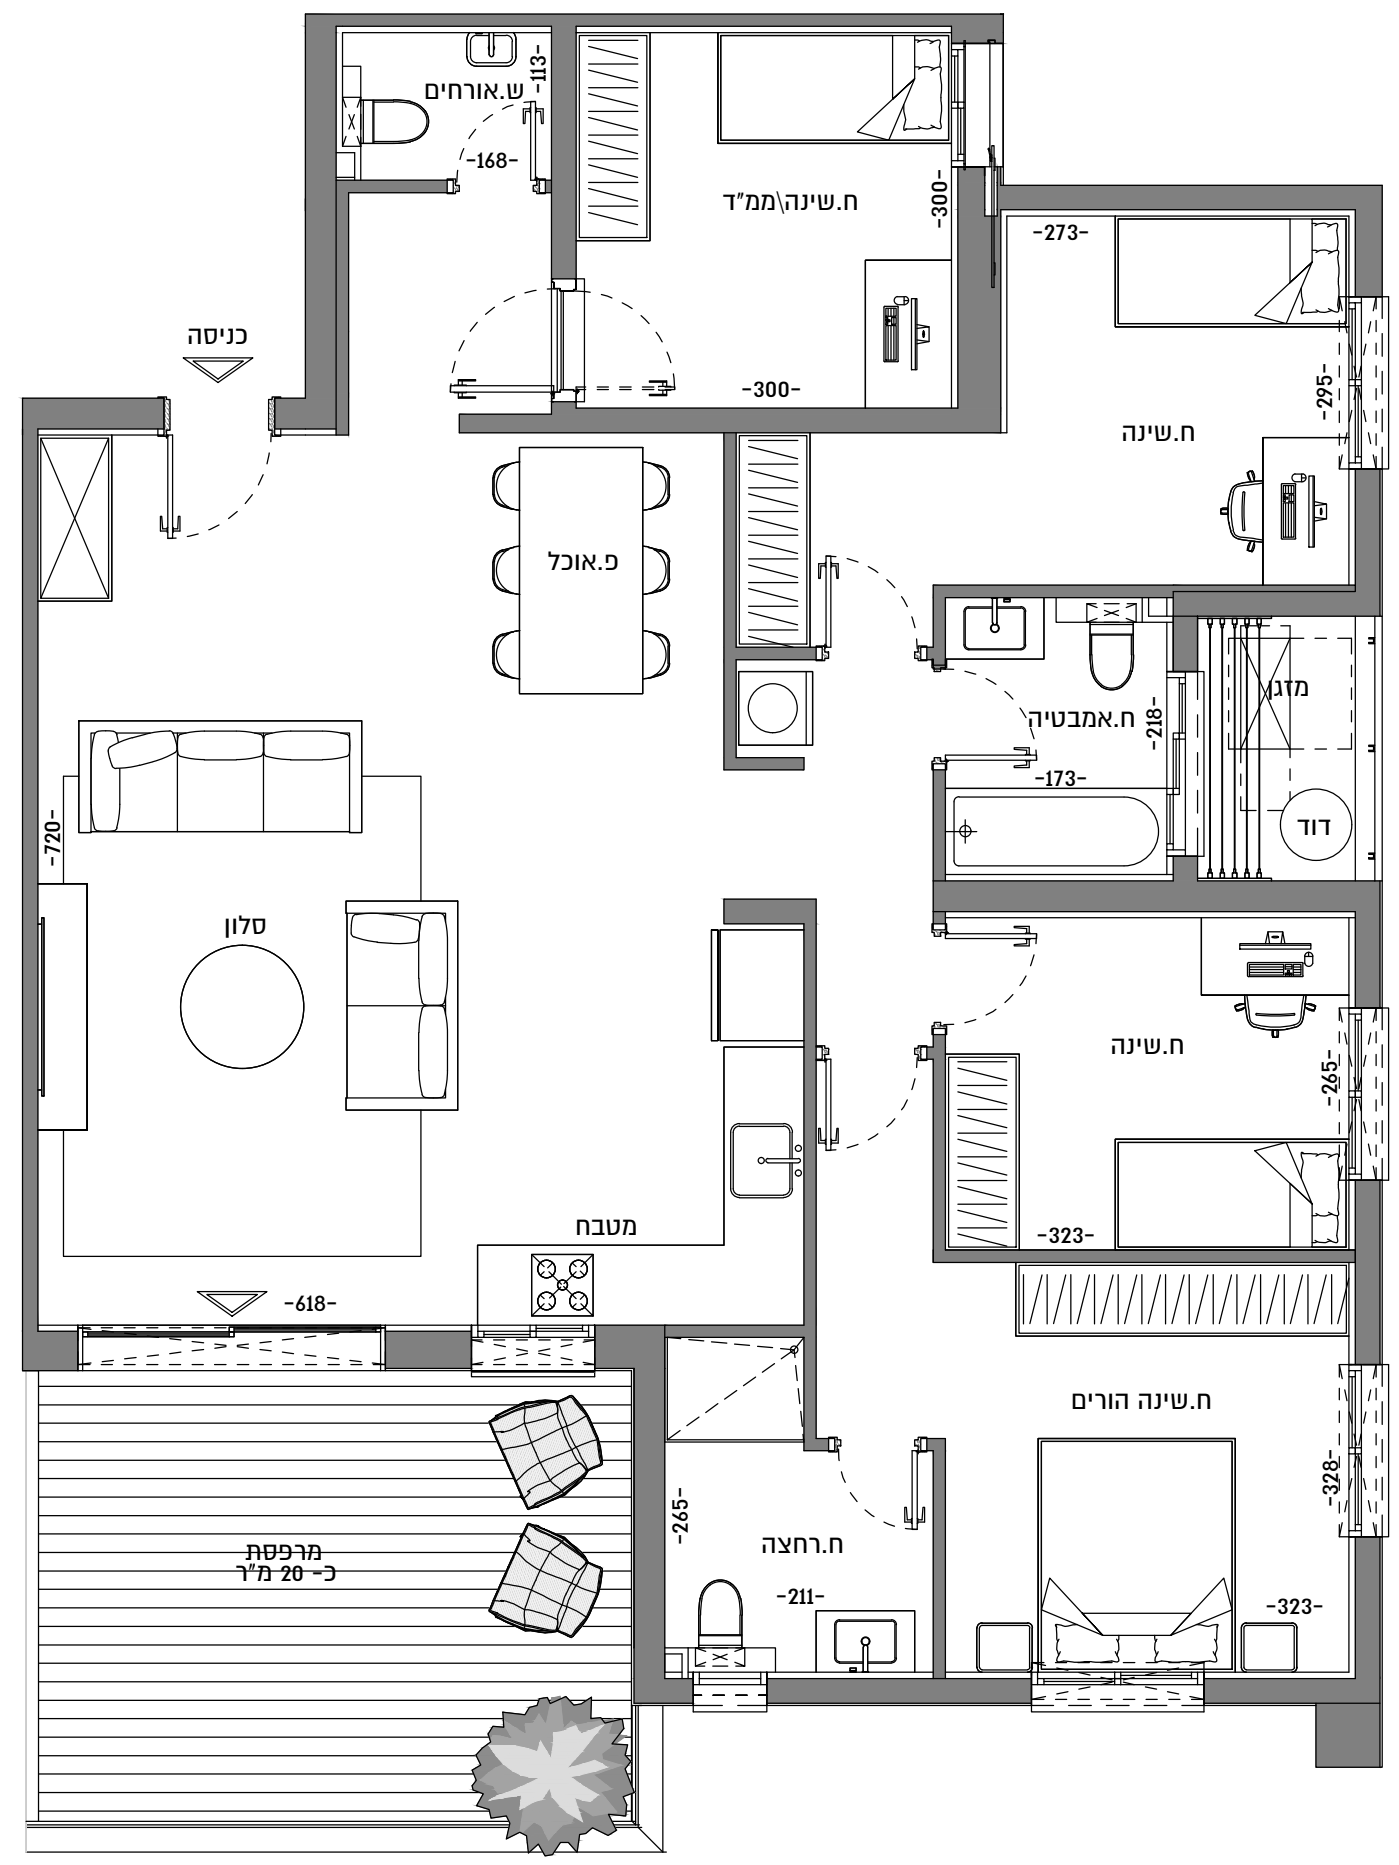 -113-
ש.אורחים
-168-
ח.שינה\ממ"ד
-300-
-273-
כניסה
-300-
-295-
ח.שינה
פ.אוכל
מזגן
ח.אמבטיה
-218-
-173-
-720-
דוד
סלון
ח.שינה
-265-
מטבח
-323-
-618-
ח.שינה הורים
-328-
-265-
ח.רחצה
מרפסת
כ- 20 מ"ר
-211-
-323-